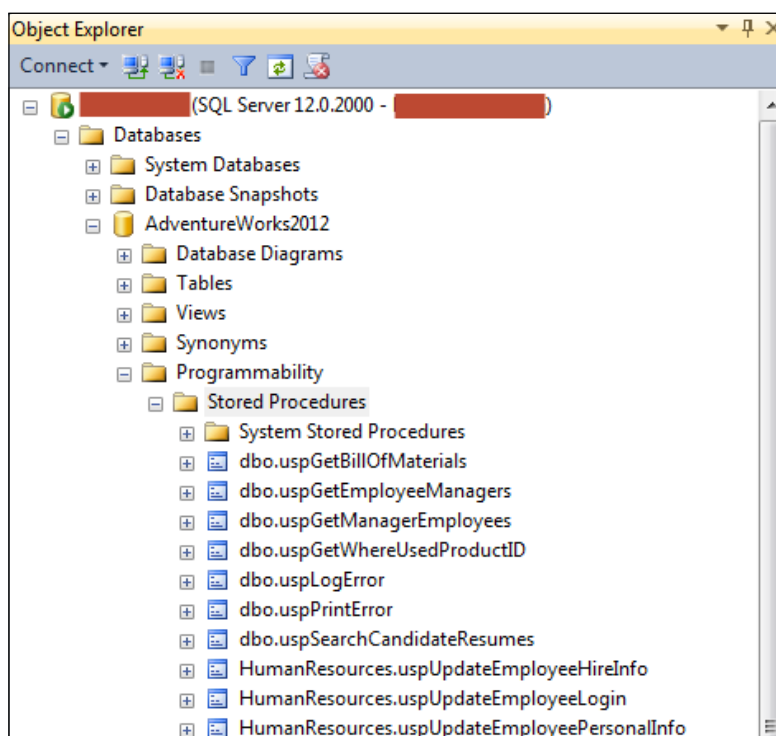 Object Explorer
Connect
(SQL Server 12.0.2000 - )
Databases
System Databases
Database Snapshots
AdventureWorks2012
Database Diagrams
Tables
Views
Synonyms
Programmability
Stored Procedures
System Stored Procedures
dbo.uspGetBillOfMaterials
dbo.uspGetEmployeeManagers
dbo.uspGetManagerEmployees
dbo.uspGetWhereUsedProductID
dbo.uspLogError
dbo.uspPrintError
dbo.uspSearchCandidateResumes
HumanResources.uspUpdateEmployeeHireInfo
HumanResources.uspUpdateEmployeeLogin
HumanResources.uspUpdateEmployeePersonalInfo